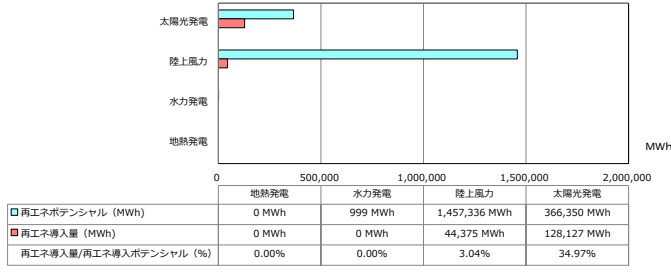 太陽光発電
陸上風力
水力発電
地熱発電
MWh
0 500,000 1,000,000 1,500,000 2,000,000
地熱発電 水力発電 陸上風力 太陽光発電
再エネポテンシャル（MWh） 0 MWh 999 MWh 1,457,336 MWh 366,350 MWh
再エネ導入量（MWh） 0 MWh 0 MWh 44,375 MWh 128,127 MWh
再エネ導入量/再エネ導入ポテンシャル（%） 0.00% 0.00% 3.04% 34.97%